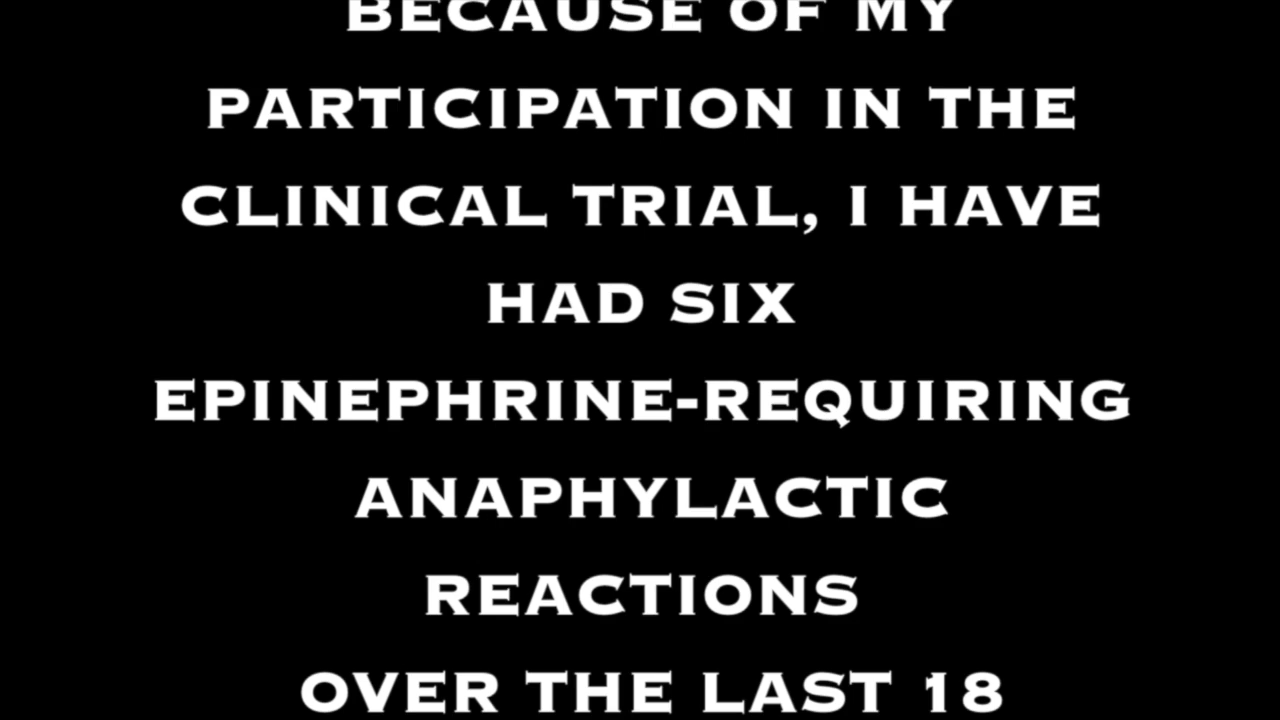 BECAUSE OF MY
PARTICIPATION IN THE
CLINICAL TRIAL, I HAVE
HAD SIX
EPINEPHRINE-REQUIRING
ANAPHYLACTIC
REACTIONS
OVER THE LAST 18